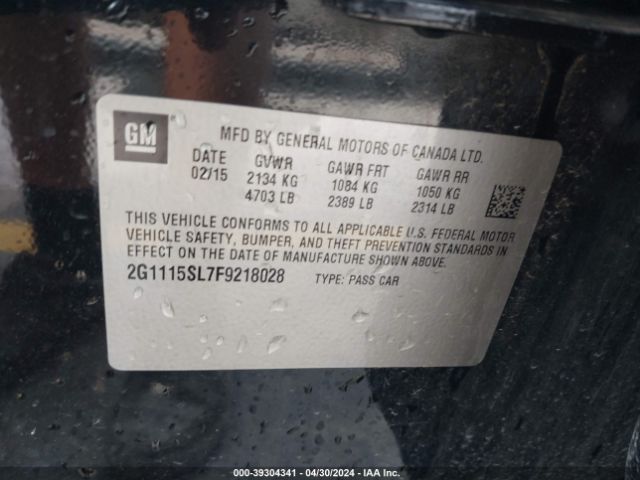 GM
MFD BY GENERAL MOTORS OF CANADA LTD.
DATE GVWR GAWR FRT GAWR RR
02/15 2134 KG 1084 KG 1050 KG
4703 LB 2389 LB 2314 LB
THIS VEHICLE CONFORMS TO ALL APPLICABLE U.S. FEDERAL MOTOR
VEHICLE SAFETY, BUMPER, AND THEFT PREVENTION STANDARDS IN
EFFECT ON THE DATE OF MANUFACTURE SHOWN ABOVE.
2G1115SL7F9218028 TYPE: PASS CAR
000-39304341 - 04/30/2024 - IAA Inc.